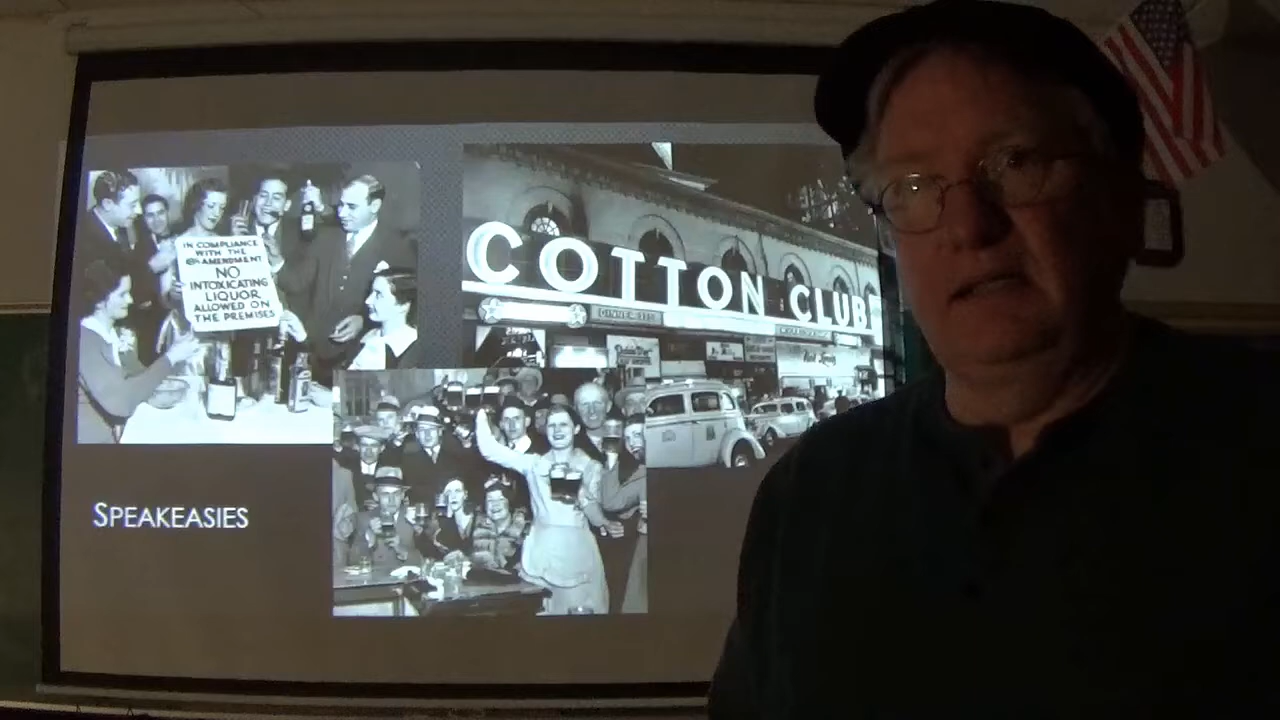 IN COMPLIANCE
WITH THE
AMENDMENT
NO
INTOXICATING
LIQUOR
ALLOWED ON
THE PREMISES
COTTON CLUB
SPEAKEASIES